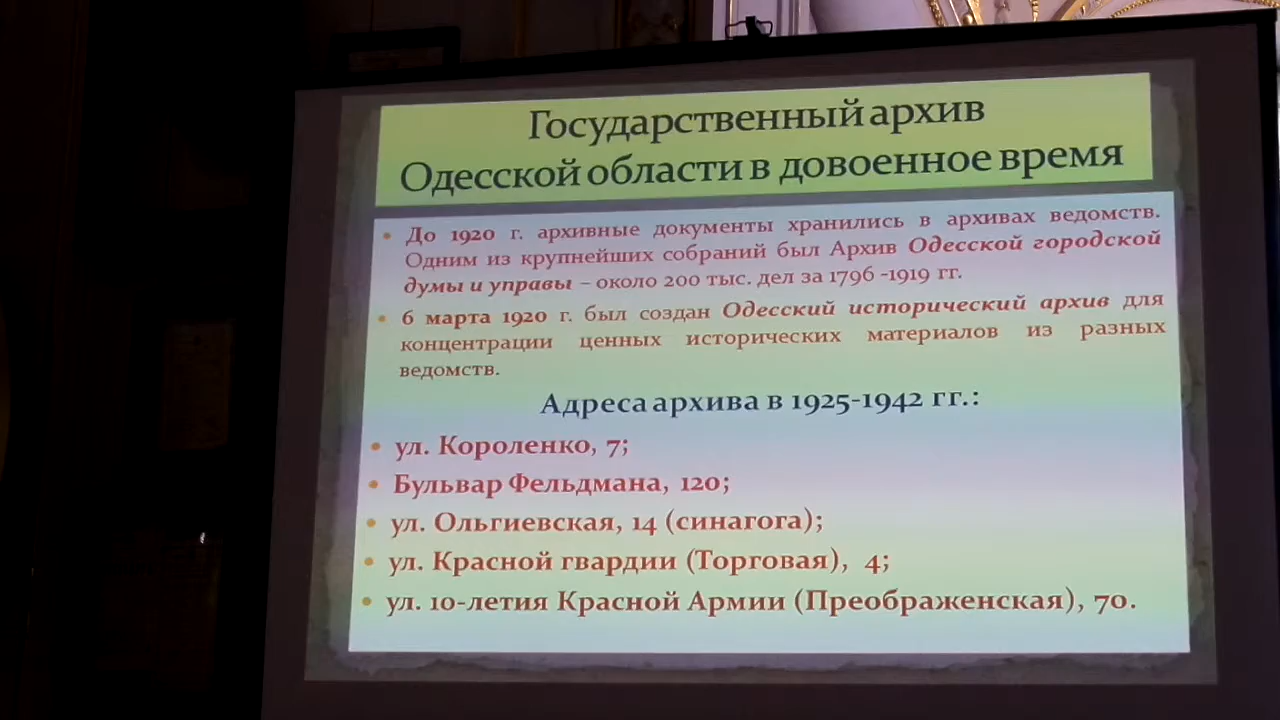 Государственный архив
Одесской области в довоенное время
• До 1920 г. архивные документы хранились в архивах ведомств.
Одним из крупнейших собраний был Архив Одесской городской
думы и управы – около 200 тыс. дел за 1796 -1919 гг.
• 6 марта 1920 г. был создан Одесский исторический архив для
концентрации ценных исторических материалов из разных
ведомств.
Адреса архива в 1925-1942 гг.:
• ул. Короленко, 7;
• Бульвар Фельдмана, 120;
• ул. Ольгиевская, 14 (синагога);
• ул. Красной гвардии (Торговая), 4;
• ул. 10-летия Красной Армии (Преображенская), 70.